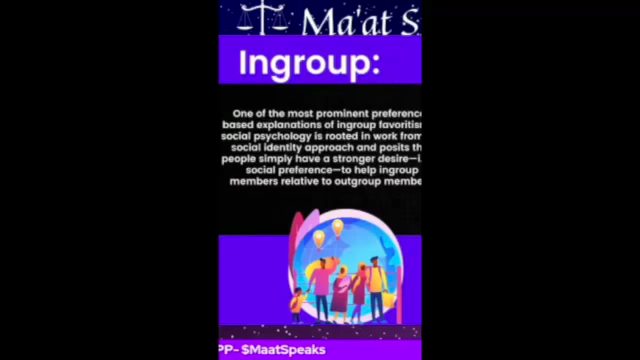 Ma'at S
Ingroup:
One of the most prominent preference
based explanations of ingroup favoritis
social psychology is rooted in work from
social identity approach and posits th
people simply have a stronger desire—i.
social preference—to help ingroup
members relative to outgroup membe
PP- $MaatSpeaks